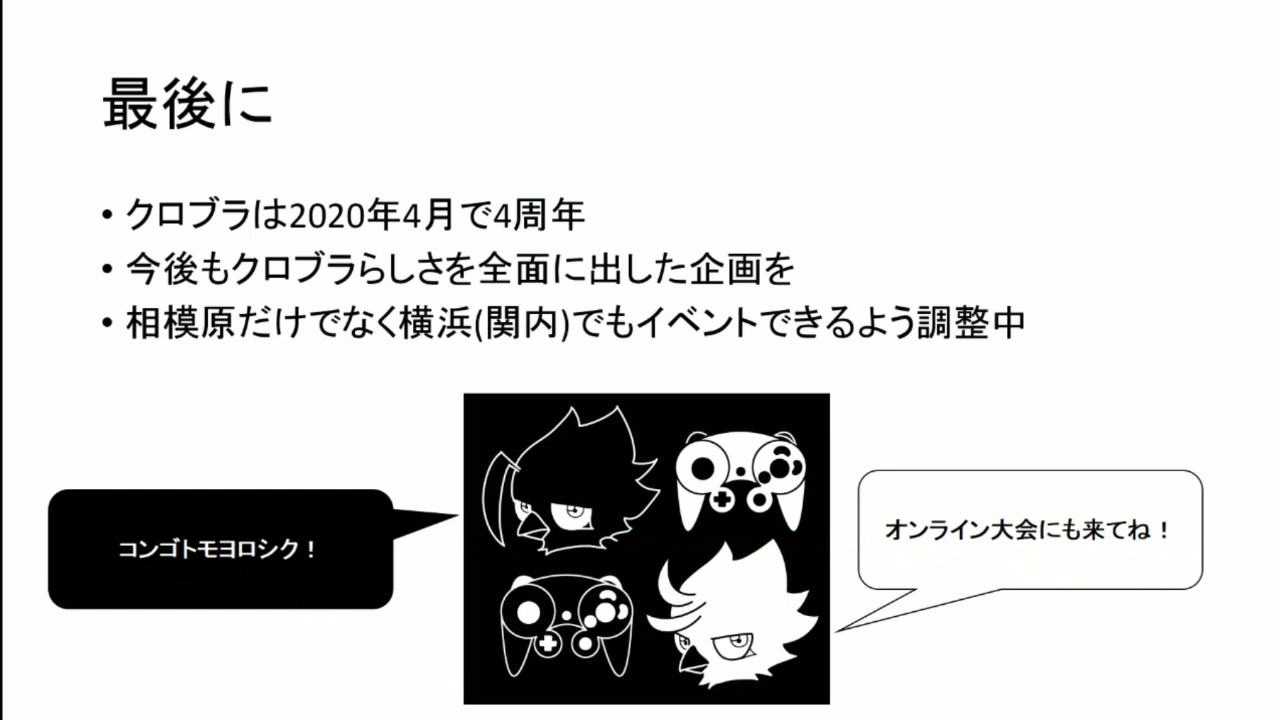 最後に
• クロブラは2020年4月で4周年
• 今後もクロブラらしさを全面に出した企画を
• 相模原だけでなく横浜(関内)でもイベントできるよう調整中
コンゴトモヨロシク！
オンライン大会にも来てね！